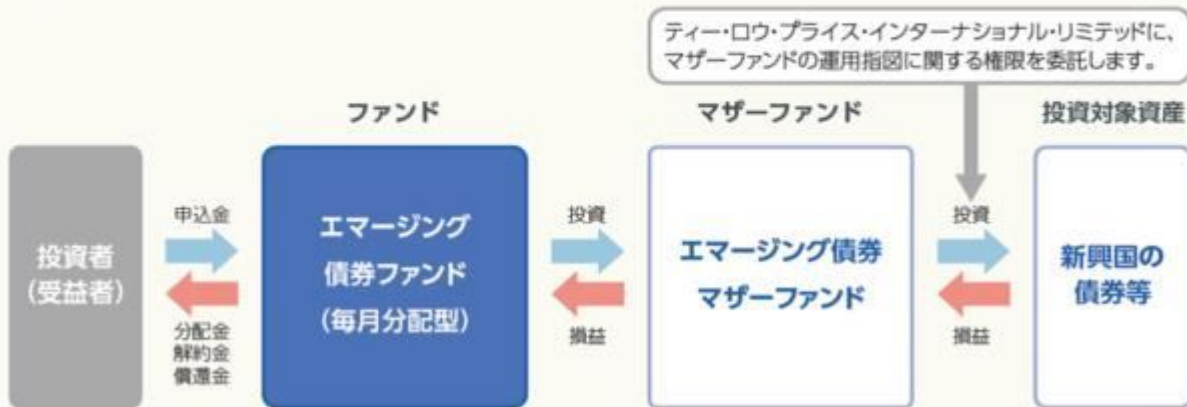 ティー・ロウ・プライス・インターナショナル・リミテッドに、
マザーファンドの運用指図に関する権限を委託します。
ファンド
マザーファンド
投資対象資産
投資者
(受益者)
申込金
分配金
解約金
償還金
エマージング
債券ファンド
(毎月分配型)
投資
損益
エマージング債券
マザーファンド
投資
損益
新興国の
債券等